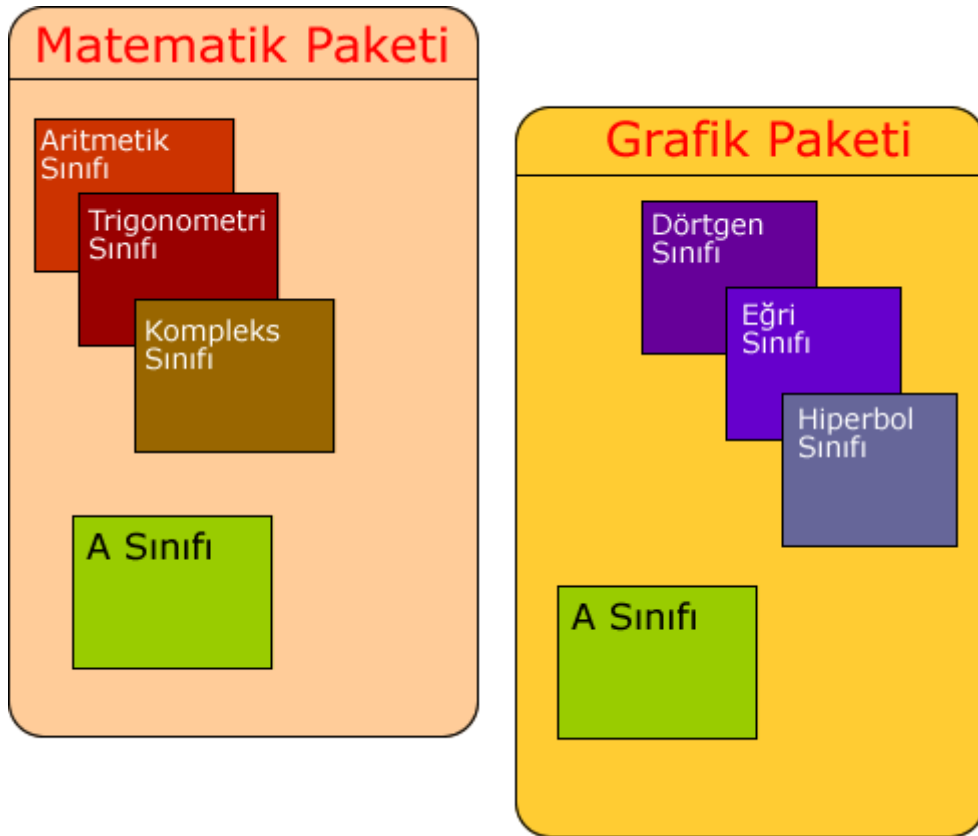 Matematik Paketi
Aritmetik
Sınıfı
Trigonometri
Sınıfı
Kompleks
Sınıfı
A Sınıfı
Grafik Paketi
Dörtgen
Sınıfı
Eğri
Sınıfı
Hiperbol
Sınıfı
A Sınıfı